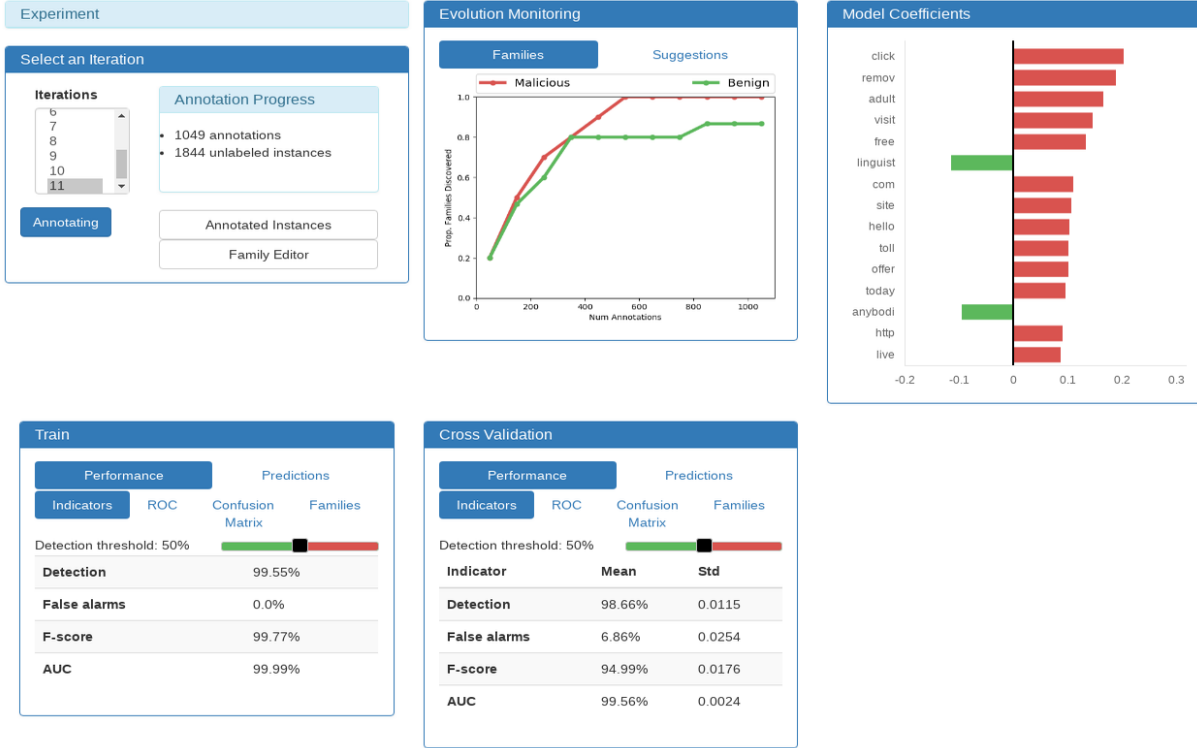 Experiment
Select an Iteration
Iterations
6
7
8
9
10
11
Annotation Progress
1049 annotations
1844 unlabeled instances
Annotating
Annotated Instances
Family Editor
Evolution Monitoring
Families Suggestions
Malicious Benign
Prop. Families Discovered
1.0
0.8
0.6
0.4
0.2
0.0
0 200 400 600 800 1000
Num Annotations
Model Coefficients
click
remov
adult
visit
free
linguist
com
site
hello
toll
offer
today
anybodi
http
live
-0.2 -0.1 0 0.1 0.2 0.3
Train
Performance Predictions
Indicators ROC Confusion Matrix Families
Detection threshold: 50%
Detection 99.55%
False alarms 0.0%
F-score 99.77%
AUC 99.99%
Cross Validation
Performance Predictions
Indicators ROC Confusion Matrix Families
Detection threshold: 50%
Indicator Mean Std
Detection 98.66% 0.0115
False alarms 6.86% 0.0254
F-score 94.99% 0.0176
AUC 99.56% 0.0024